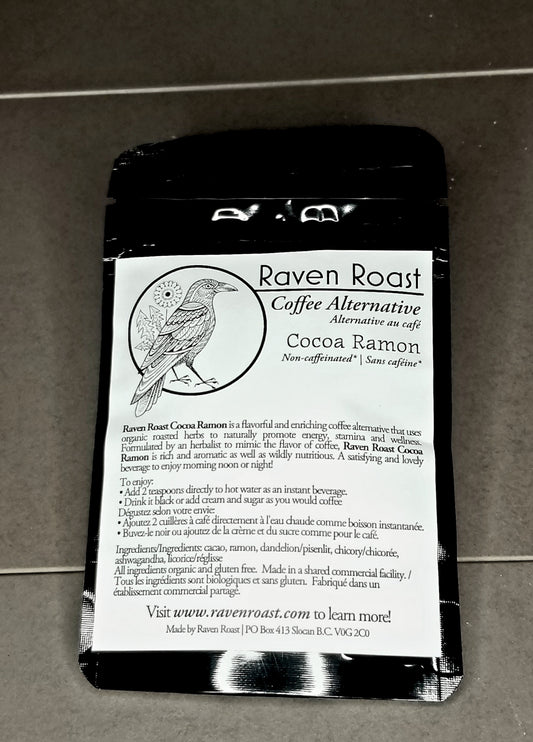 Raven Roast
Coffee Alternative
Alternative au café
Cocoa Ramon
Non-caffeinated* | Sans caféine*
Raven Roast Cocoa Ramon is a flavorful and enriching coffee alternative that uses
organic roasted herbs to naturally promote energy, stamina and wellness.
Formulated by an herbalist to mimic the flavor of coffee, Raven Roast Cocoa
Ramon is rich and aromatic as well as wildly nutritious. A satisfying and lovely
beverage to enjoy morning noon or night!
To enjoy:
• Add 2 teaspoons directly to hot water as an instant beverage.
• Drink it black or add cream and sugar as you would coffee
Dégustez selon votre envie:
• Ajoutez 2 cuillères à café directement à l'eau chaude comme boisson instantanée.
• Buvez-le noir ou ajoutez de la crème et du sucre comme pour le café.
Ingredients/Ingredients: cacao, ramon, dandelion/pisenlit, chicory/chicorée,
ashwagandha, licorice/réglisse
All ingredients organic and gluten free. Made in a shared commercial facility. /
Tous les ingrédients sont biologiques et sans gluten. Fabriqué dans un
établissement commercial partagé.
Visit www.ravenroast.com to learn more!
Made by Raven Roast | PO Box 413 Slocan B.C. V0G 2C0